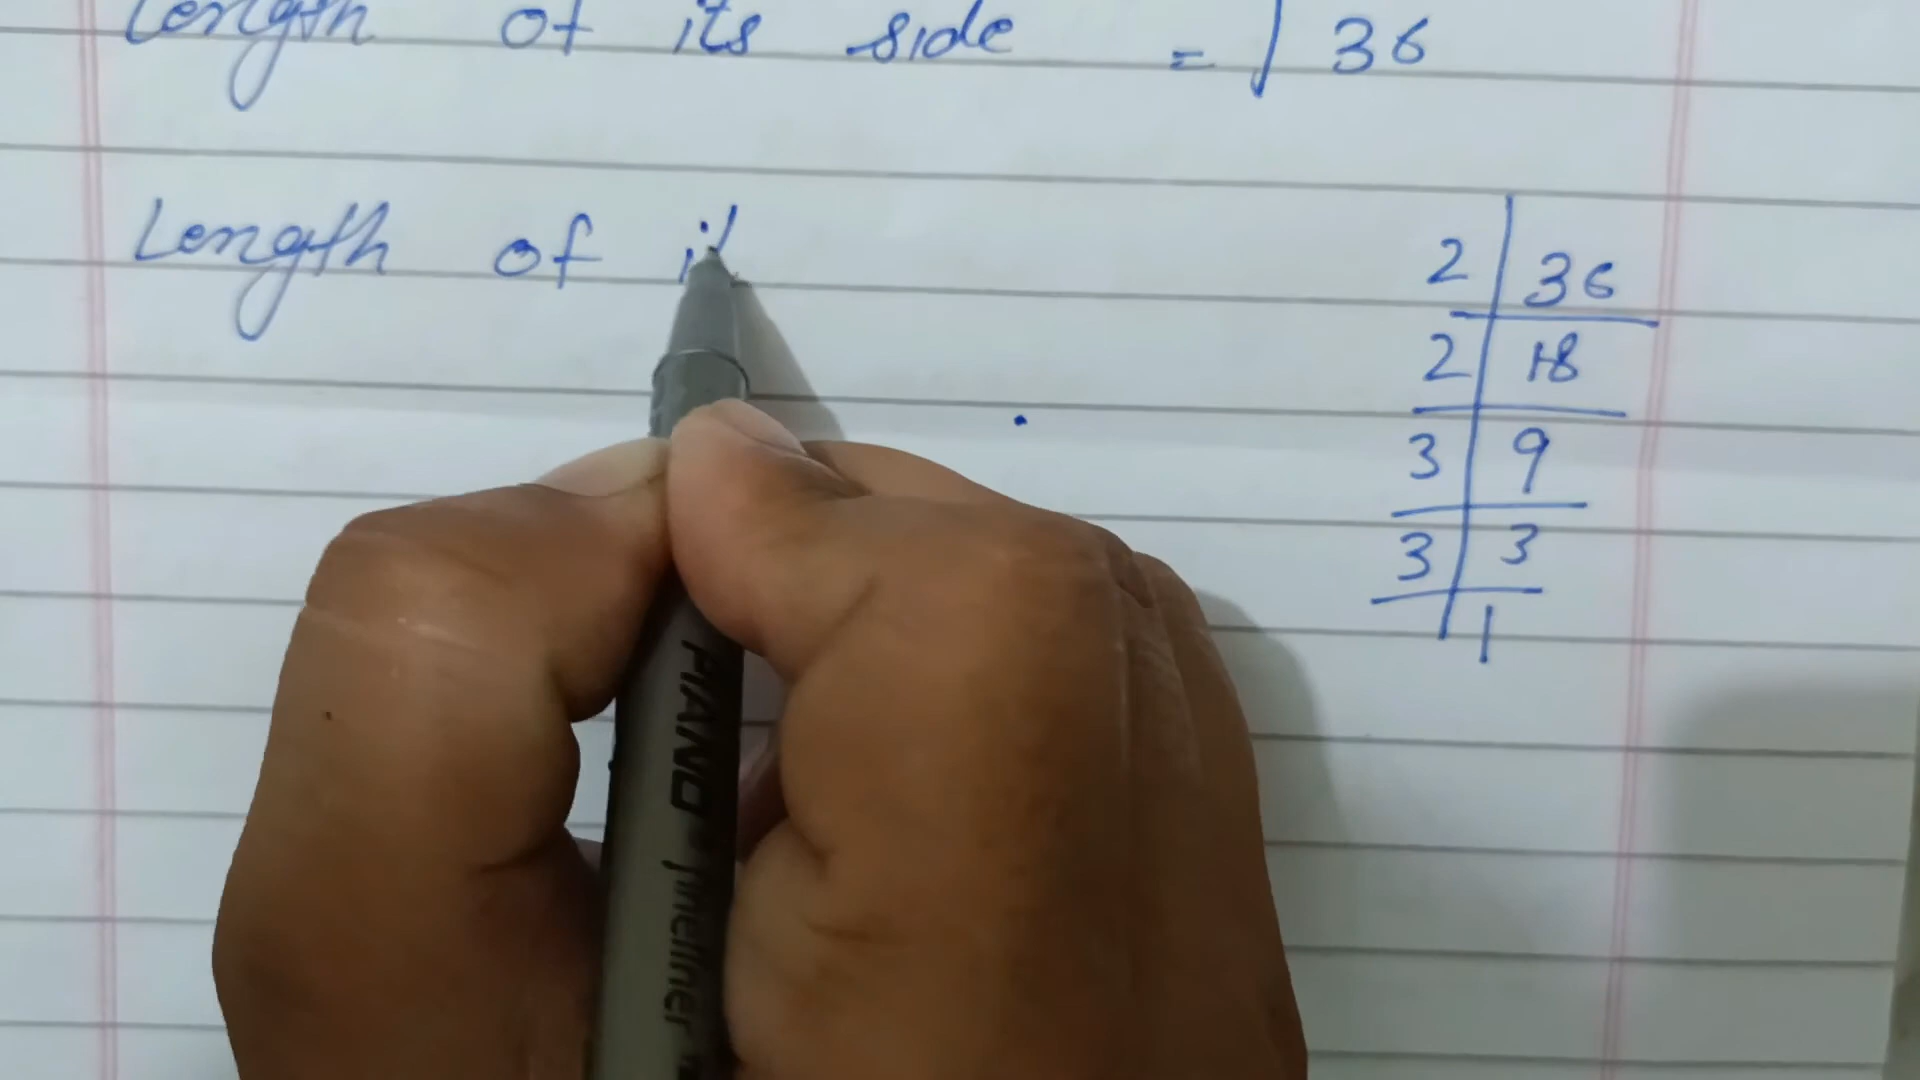 Length of its side = √36
Length of it
2 | 36
2 | 18
3 | 9
3 | 3
1
PIANO fineliner